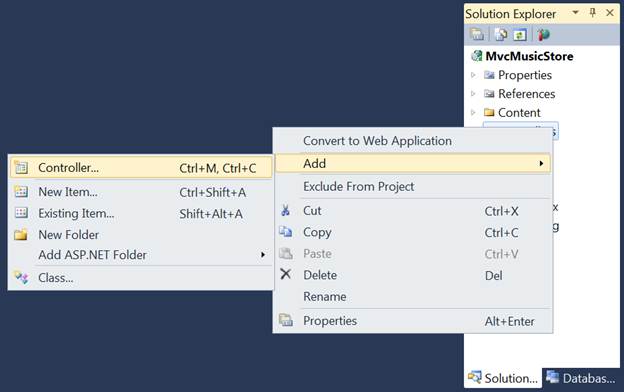 Solution Explorer
MvcMusicStore
Properties
References
Content
Convert to Web Application
Add
Exclude From Project
Cut Ctrl+X
Copy Ctrl+C
Paste Ctrl+V
Delete Del
Rename
Properties Alt+Enter
Controller... Ctrl+M, Ctrl+C
New Item... Ctrl+Shift+A
Existing Item... Shift+Alt+A
New Folder
Add ASP.NET Folder
Class...
Solution... Databas...